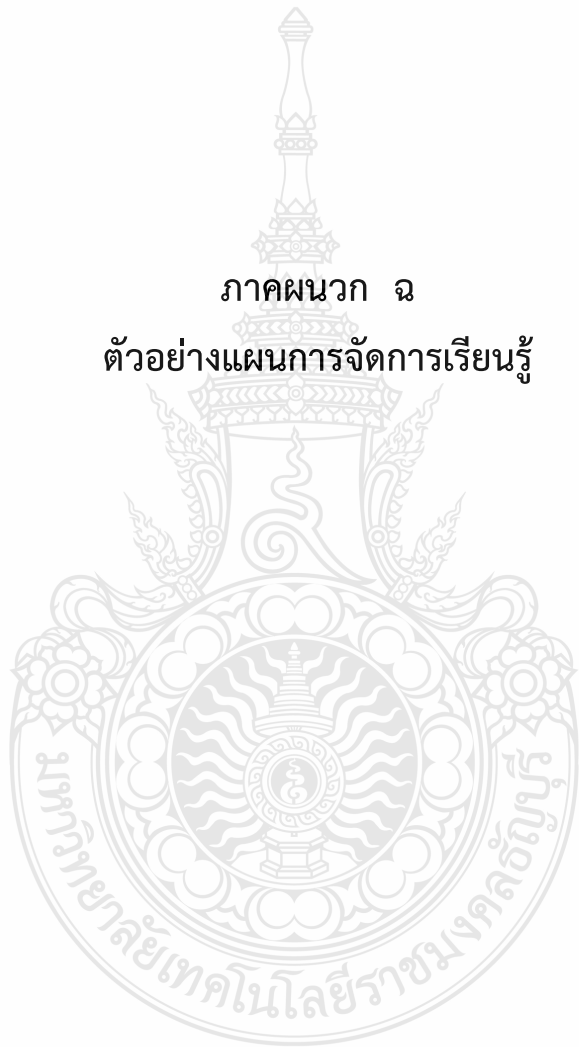 ภาคผนวก ฉ
ตัวอย่างแผนการจัดการเรียนรู้
มหาวิทยาลัยเทคโนโลยีราชมงคลธัญบุรี